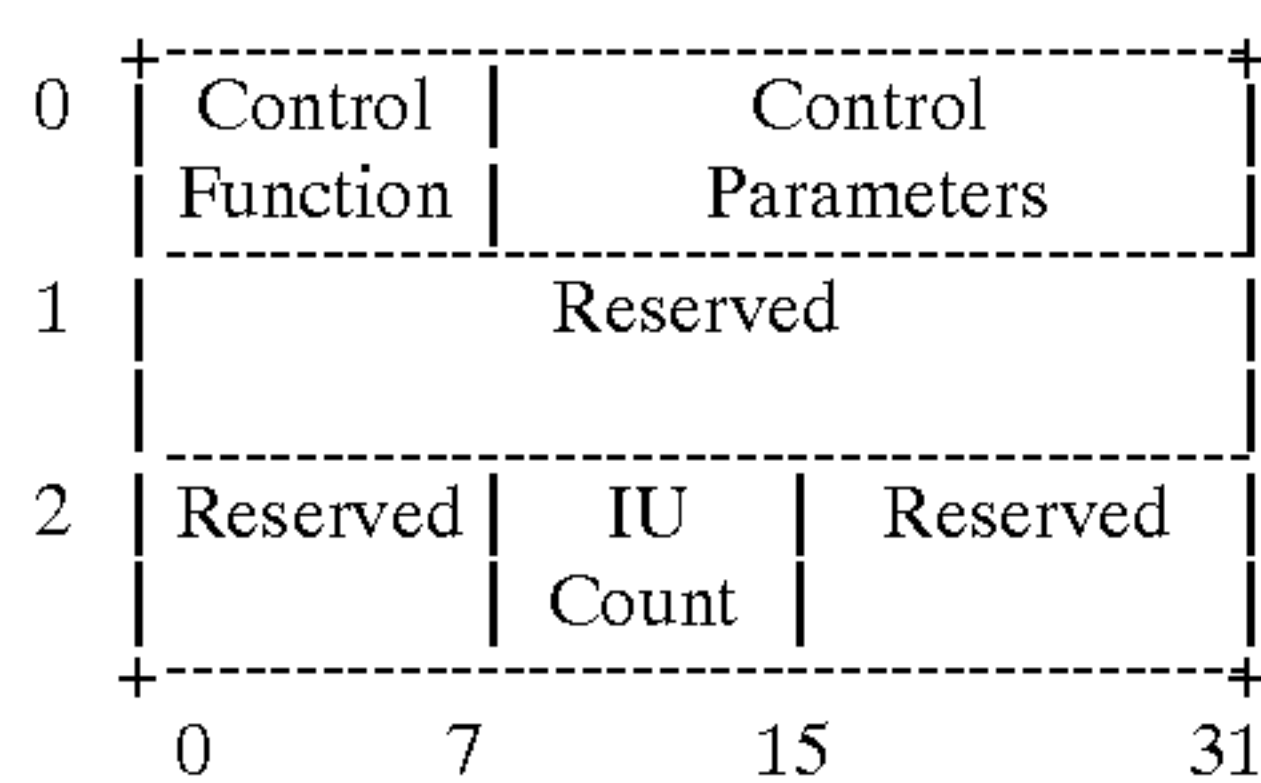 0 Control Control
Function Parameters
1 Reserved
2 Reserved IU Reserved
Count
0 7 15 31